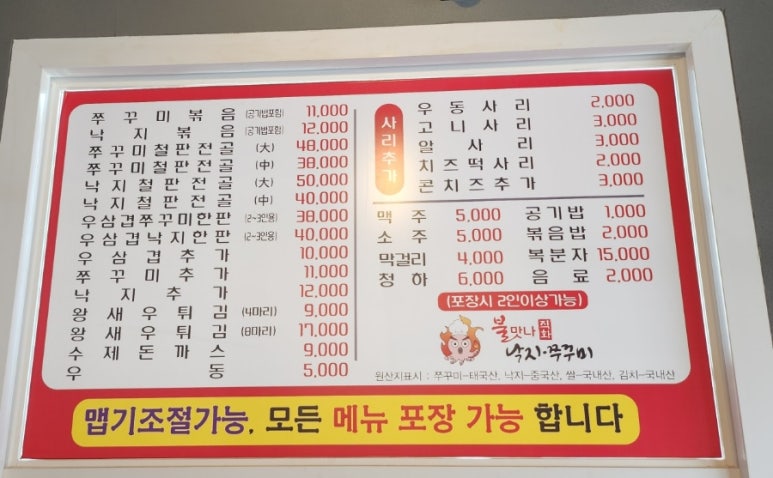 쭈꾸미볶음 (공기밥포함) 11,000
낙지볶음 (공기밥포함) 12,000
쭈꾸미철판전골 (大) 48,000
쭈꾸미철판전골 (中) 38,000
낙지철판전골 (大) 50,000
낙지철판전골 (中) 40,000
우삼겹쭈꾸미한판 (2~3인용) 38,000
우삼겹낙지한판 (2~3인용) 40,000
우삼겹추가 10,000
쭈꾸미추가 11,000
낙지추가 12,000
왕새우튀김 (4마리) 9,000
왕새우튀김 (8마리) 17,000
수제돈까스 9,000
우동 5,000
사리추가
우동사리 2,000
고니사리 3,000
알사리 3,000
치즈떡사리 2,000
콘치즈추가 3,000
맥주 5,000 공기밥 1,000
소주 5,000 볶음밥 2,000
막걸리 4,000 복분자 15,000
청하 6,000 음료 2,000
(포장시 2인이상가능)
불맛나 직화
낙지·쭈꾸미
원산지표시 : 쭈꾸미-태국산, 낙지-중국산, 쌀-국내산, 김치-국내산
맵기조절가능, 모든 메뉴 포장 가능 합니다